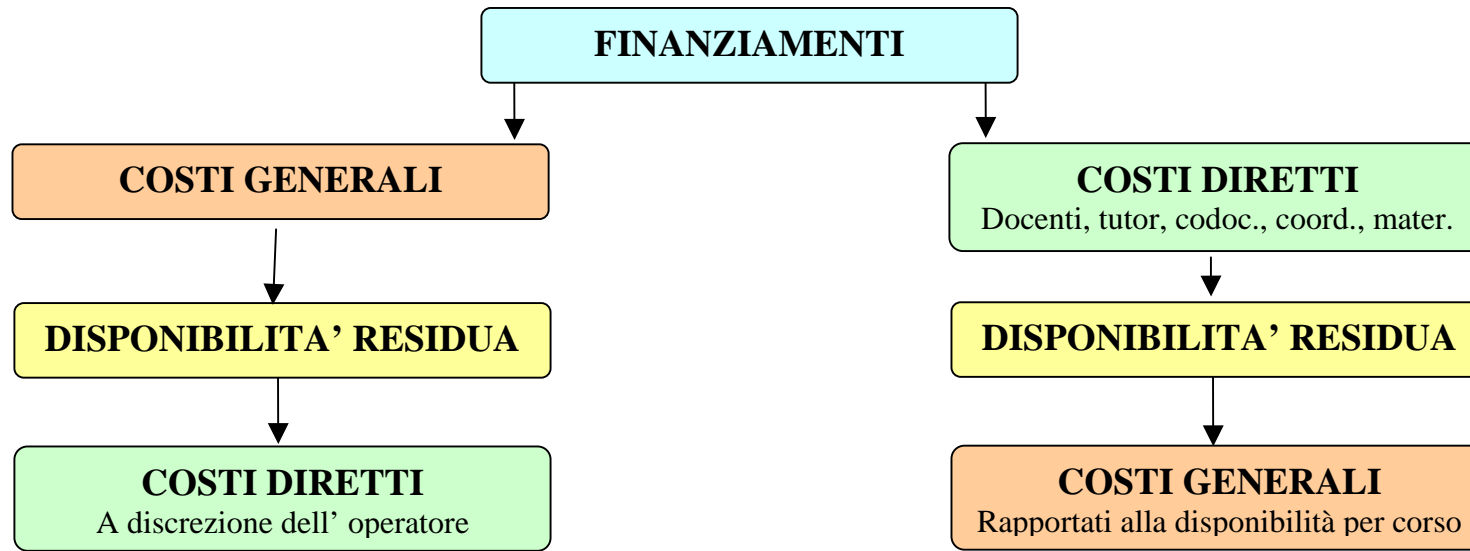 FINANZIAMENTI
COSTI GENERALI
COSTI DIRETTI
Docenti, tutor, codoc., coord., mater.
DISPONIBILITA’ RESIDUA
DISPONIBILITA’ RESIDUA
COSTI DIRETTI
A discrezione dell’ operatore
COSTI GENERALI
Rapportati alla disponibilità per corso